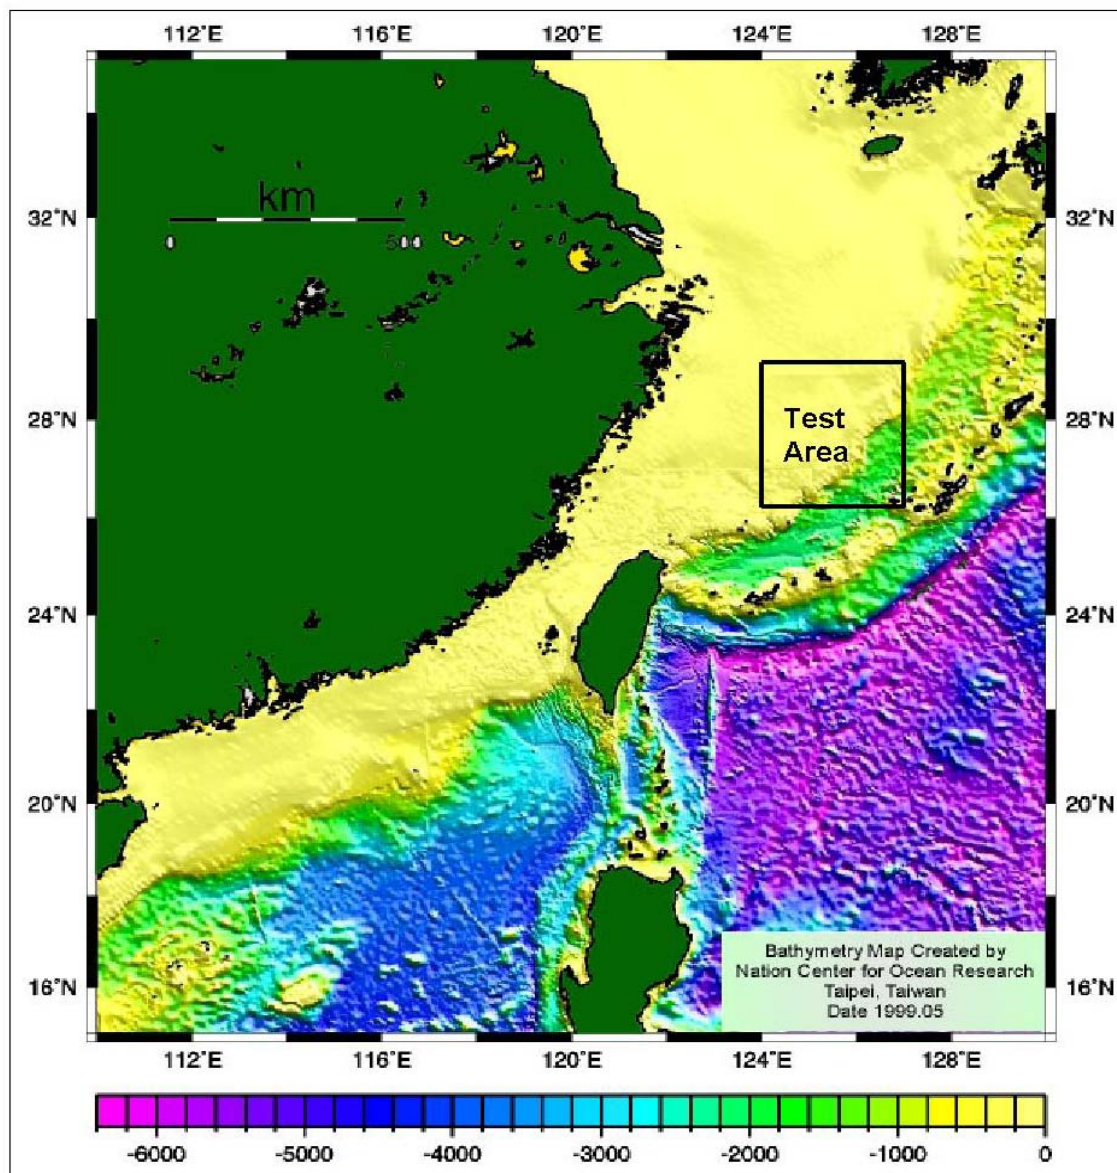 112°E 116°E 120°E 124°E 128°E
km
32°N 32°N
0 500
28°N 28°N
Test
Area
24°N 24°N
20°N 20°N
Bathymetry Map Created by
Nation Center for Ocean Research
16°N 16°N
Taipei, Taiwan
Date 1999.05
112°E 116°E 120°E 124°E 128°E
-6000 -5000 -4000 -3000 -2000 -1000 0